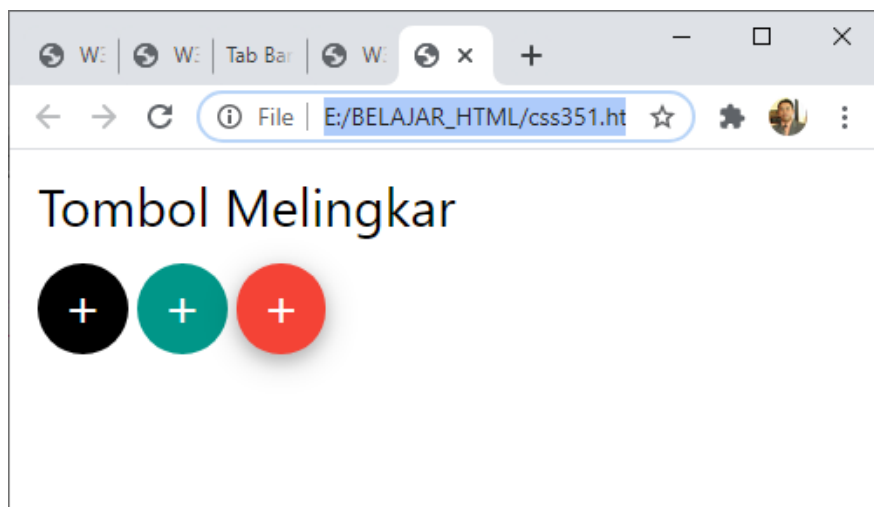 W: W: Tab Bar W:
File E:/BELAJAR_HTML/css351.ht
Tombol Melingkar
+ + +